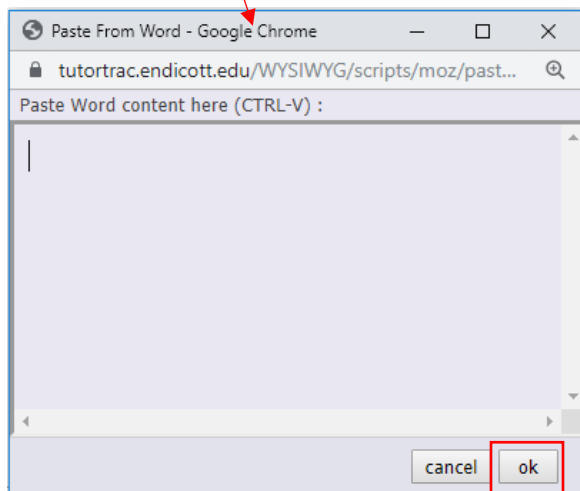 Paste From Word - Google Chrome
tutortrac.endicott.edu/WYSIWYG/scripts/moz/past...
Paste Word content here (CTRL-V) :
cancel ok